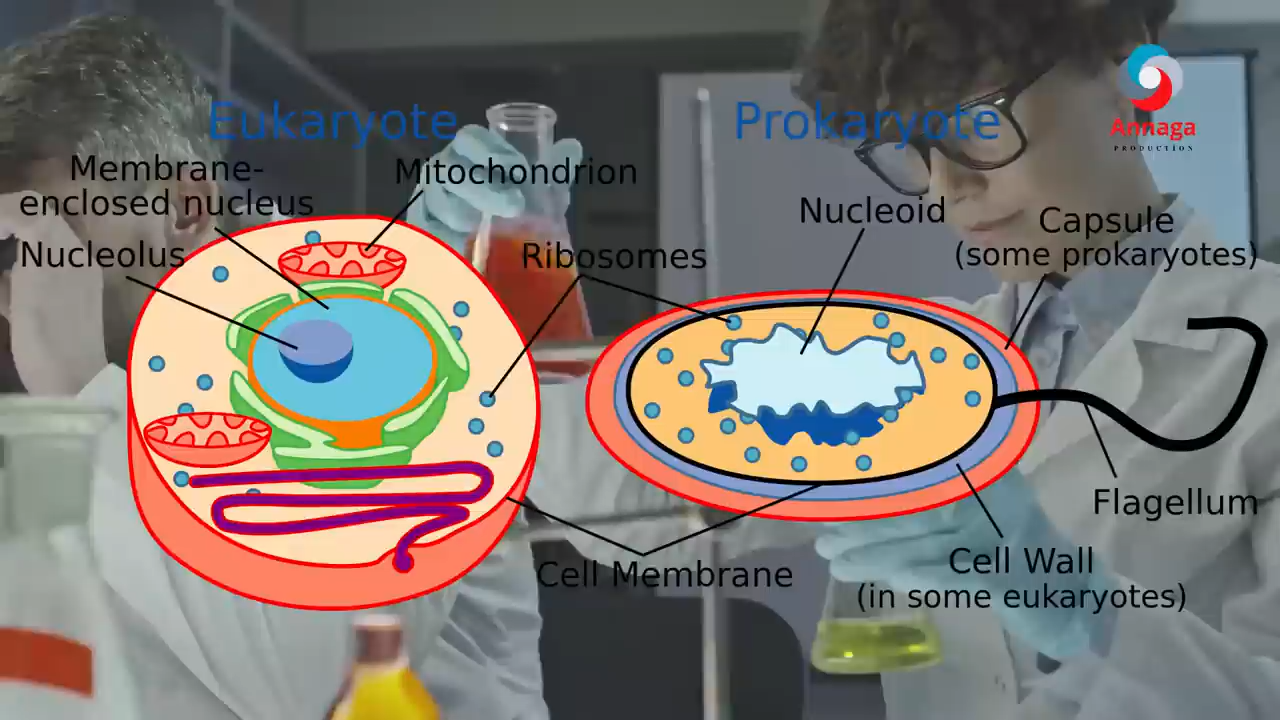 Eukaryote
Prokaryote
Annaga
PRODUCTION
Membrane-
enclosed nucleus
Mitochondrion
Nucleolus
Ribosomes
Nucleoid
Capsule
(some prokaryotes)
Flagellum
Cell Membrane
Cell Wall
(in some eukaryotes)